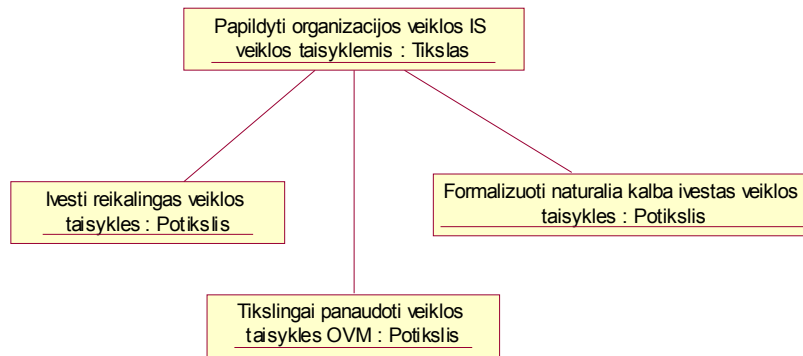 Papildyti organizacijos veiklos IS
veiklos taisyklemis : Tikslas
Ivesti reikalingas veiklos
taisykles : Potikslis
Formalizuoti naturalia kalba ivestas veiklos
taisykles : Potikslis
Tikslingai panaudoti veiklos
taisykles OVM : Potikslis